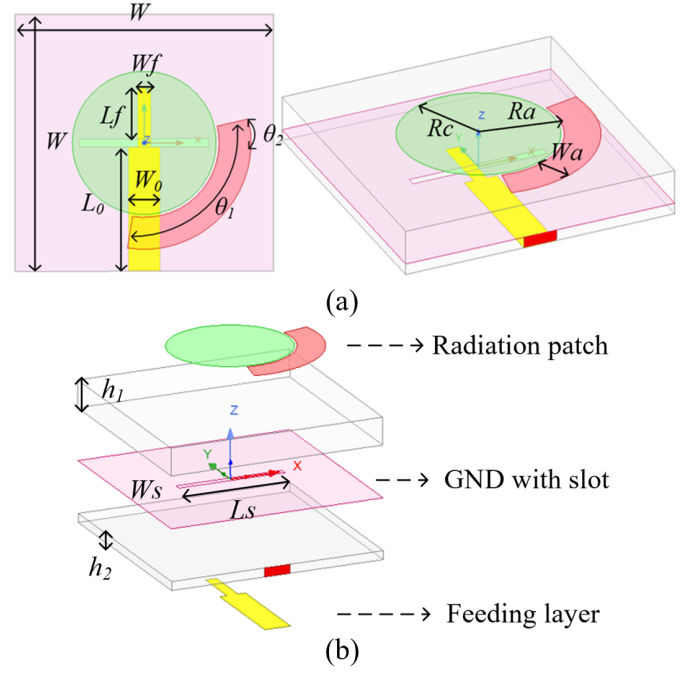 W
Wf
Lf
W
z
x
θ2
W0
L0
θ1
Rc
Ra
z
Y
x
Wa
(a)
Radiation patch
h1
Z
Y
X
Ws
GND with slot
Ls
h2
Feeding layer
(b)